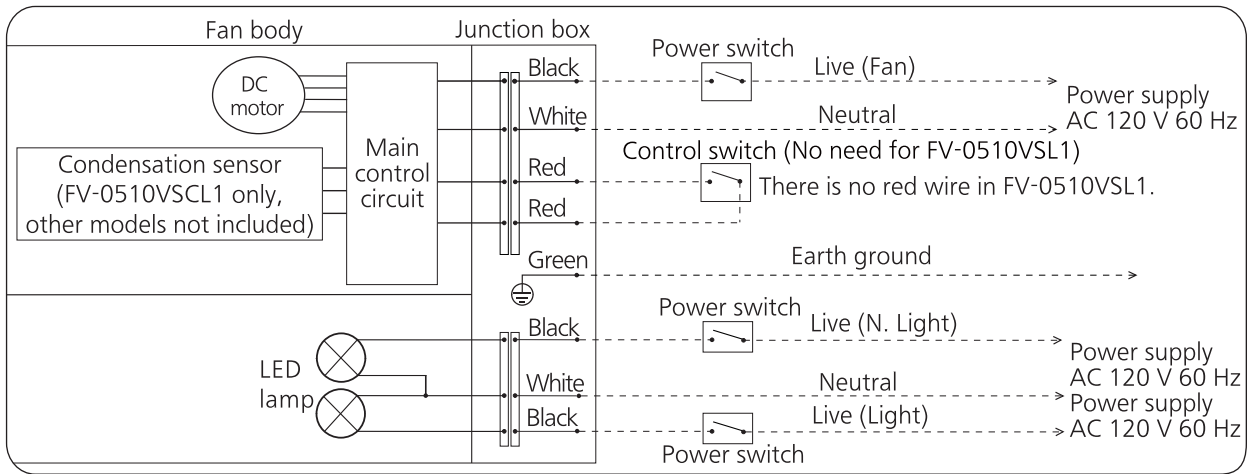 Fan body
Junction box
DC
motor
Condensation sensor
(FV-0510VSCL1 only,
other models not included)
Main
control
circuit
Black
White
Red
Red
Green
Power switch
Live (Fan)
Neutral
Power supply
AC 120 V 60 Hz
Control switch (No need for FV-0510VSL1)
There is no red wire in FV-0510VSL1.
Earth ground
LED
lamp
Black
White
Black
Power switch
Live (N. Light)
Neutral
Live (Light)
Power switch
Power supply
AC 120 V 60 Hz
Power supply
AC 120 V 60 Hz